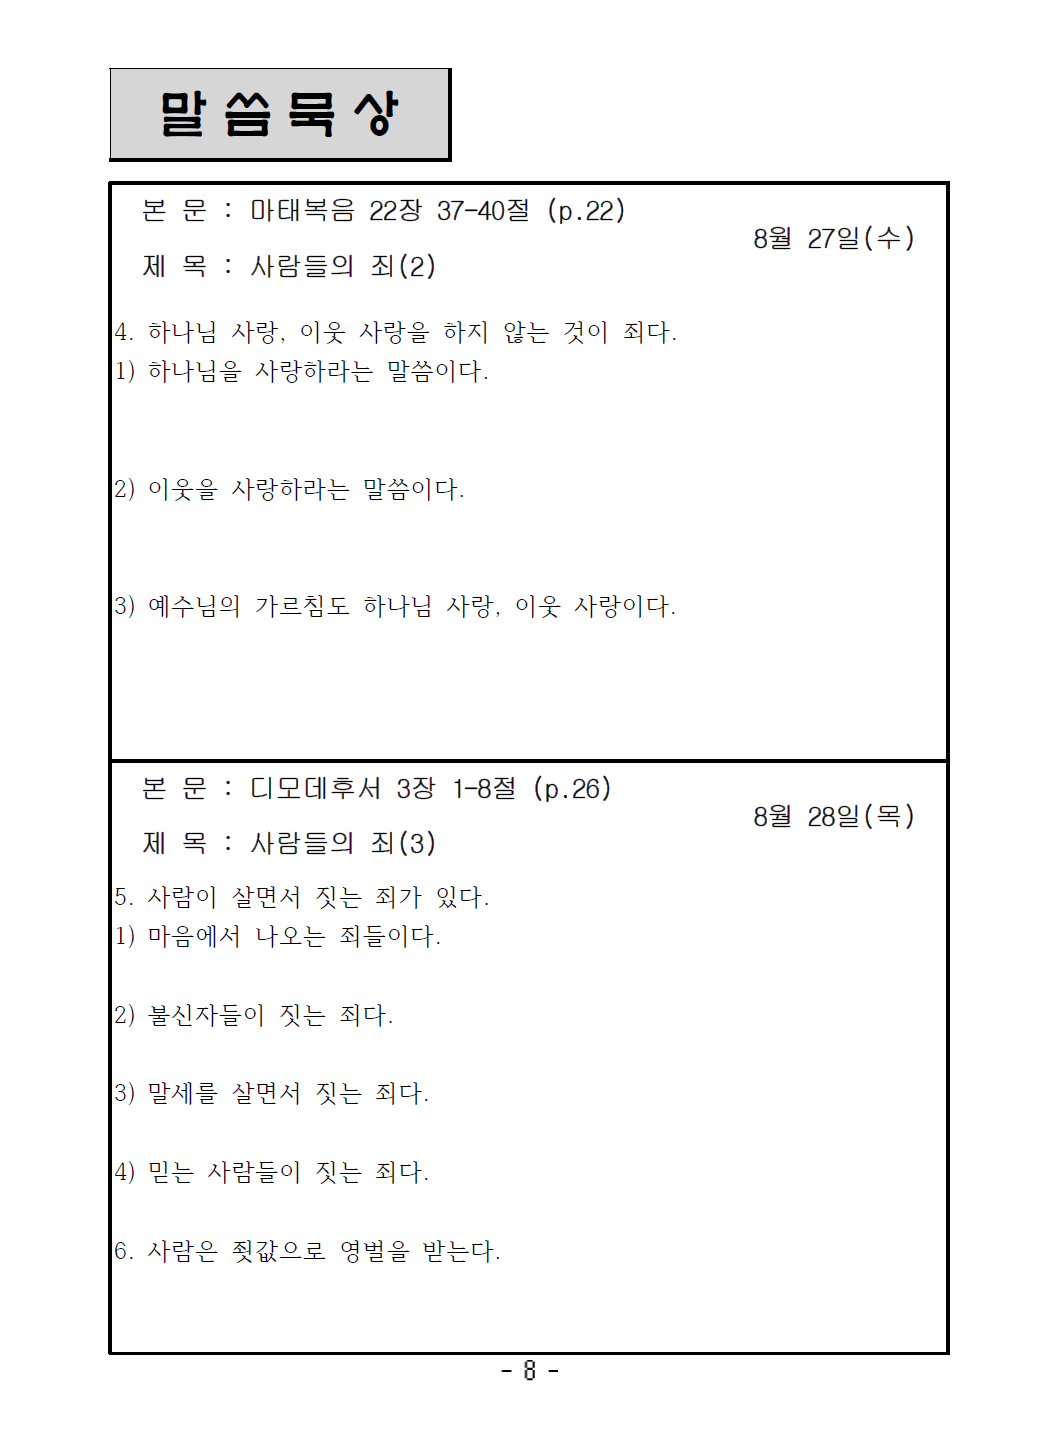 말씀묵상
본 문 : 마태복음 22장 37-40절 (p.22)
8월 27일(수)
제 목 : 사람들의 죄(2)
4. 하나님 사랑, 이웃 사랑을 하지 않는 것이 죄다.
1) 하나님을 사랑하라는 말씀이다.
2) 이웃을 사랑하라는 말씀이다.
3) 예수님의 가르침도 하나님 사랑, 이웃 사랑이다.
본 문 : 디모데후서 3장 1-8절 (p.26)
8월 28일(목)
제 목 : 사람들의 죄(3)
5. 사람이 살면서 짓는 죄가 있다.
1) 마음에서 나오는 죄들이다.
2) 불신자들이 짓는 죄다.
3) 말세를 살면서 짓는 죄다.
4) 믿는 사람들이 짓는 죄다.
6. 사람은 죗값으로 영벌을 받는다.
- 8 -